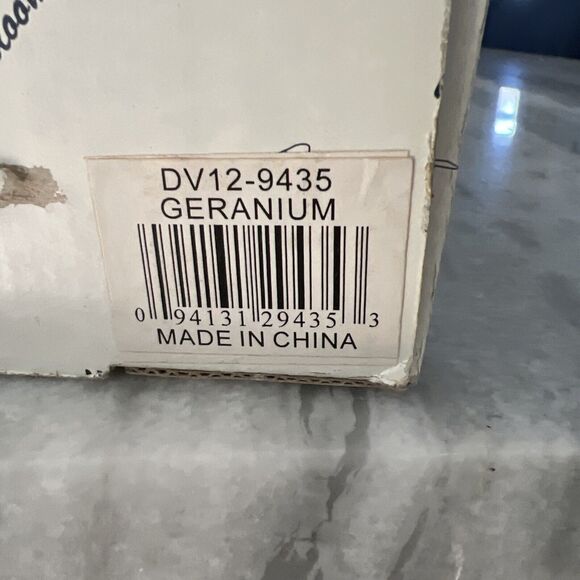 DV12-9435
GERANIUM
0 94131 29435 3
MADE IN CHINA